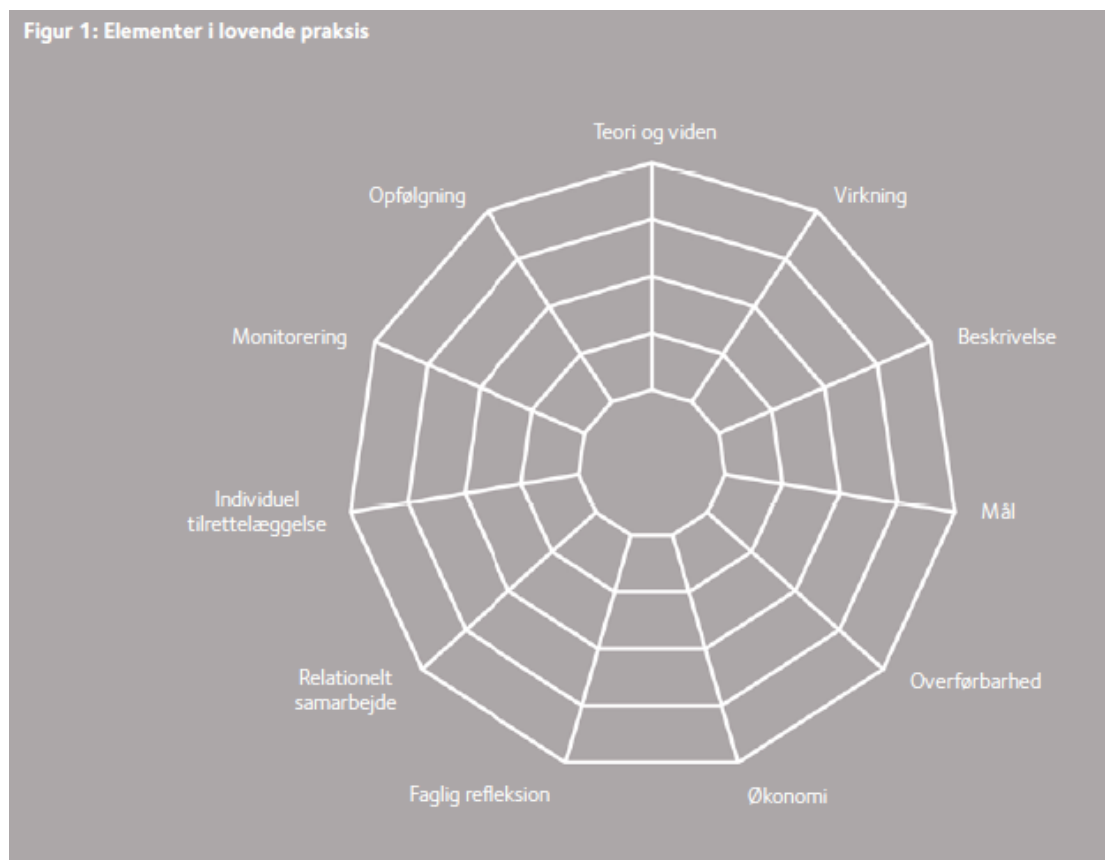 Figur 1: Elementer i lovende praksis
Teori og viden
Opfølgning
Virkning
Monitorering
Beskrivelse
Individuel
tilrettelæggelse
Mål
Relationelt
samarbejde
Overførbarhed
Faglig refleksion
Økonomi